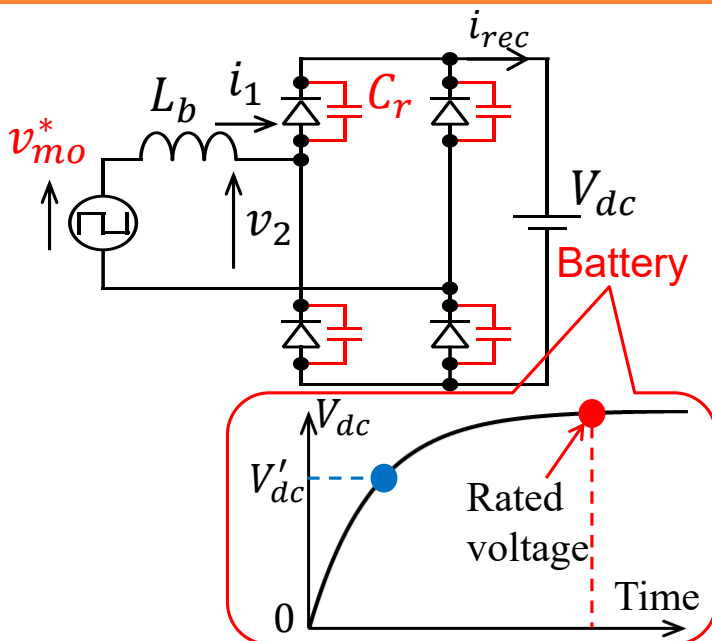 i_rec
L_b
i_1
C_r
v*_mo
v_2
V_dc
Battery
V_dc
V'_dc
Rated
voltage
0
Time